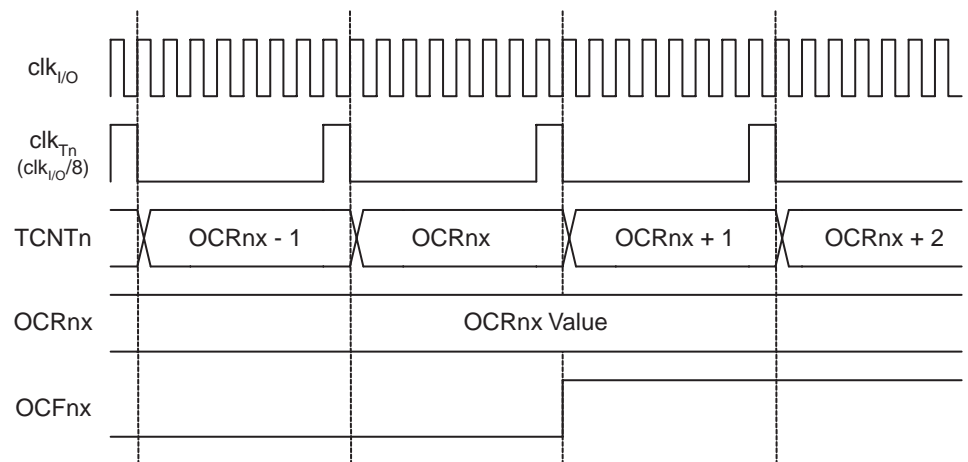 clkI/O
clkTn
(clkI/O/8)
TCNTn OCRnx - 1 OCRnx OCRnx + 1 OCRnx + 2
OCRnx OCRnx Value
OCFnx